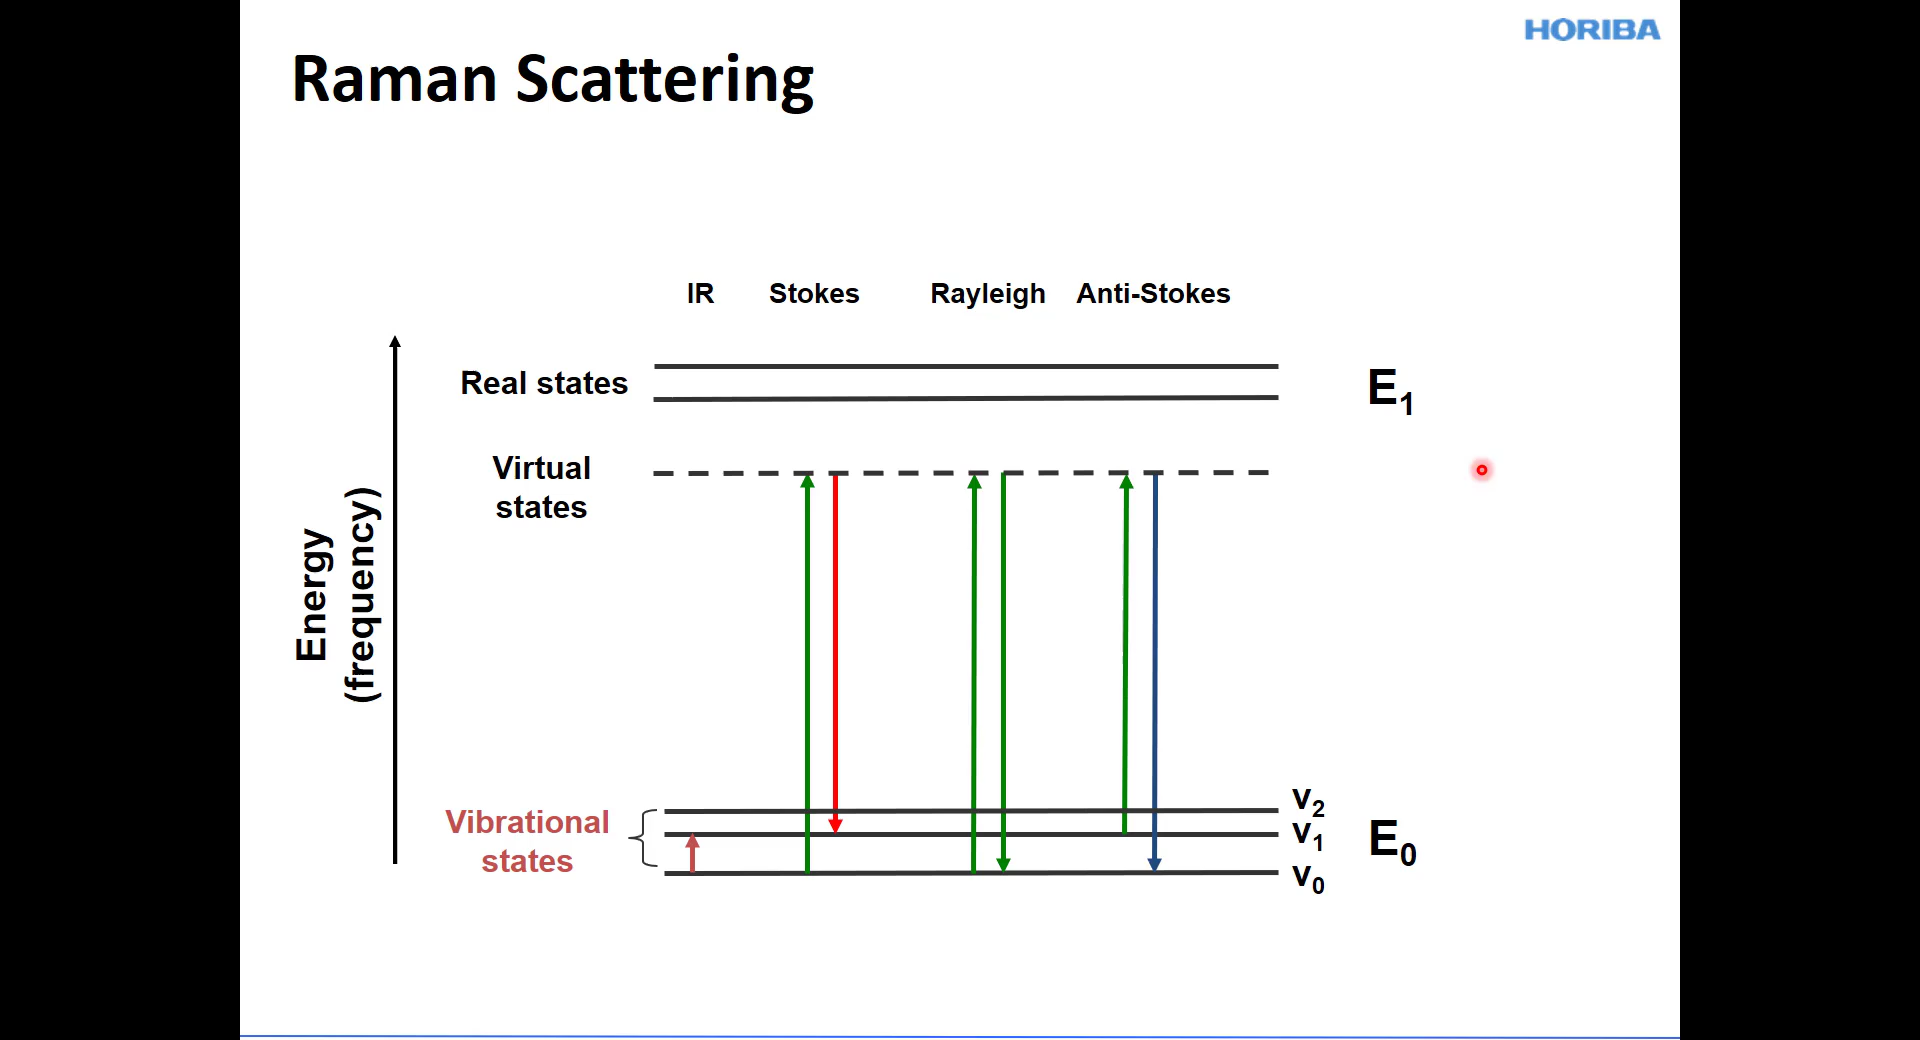 HORIBA
Raman Scattering
IR Stokes Rayleigh Anti-Stokes
Real states
E1
Virtual
states
Energy
(frequency)
Vibrational
states
v2
v1
v0
E0